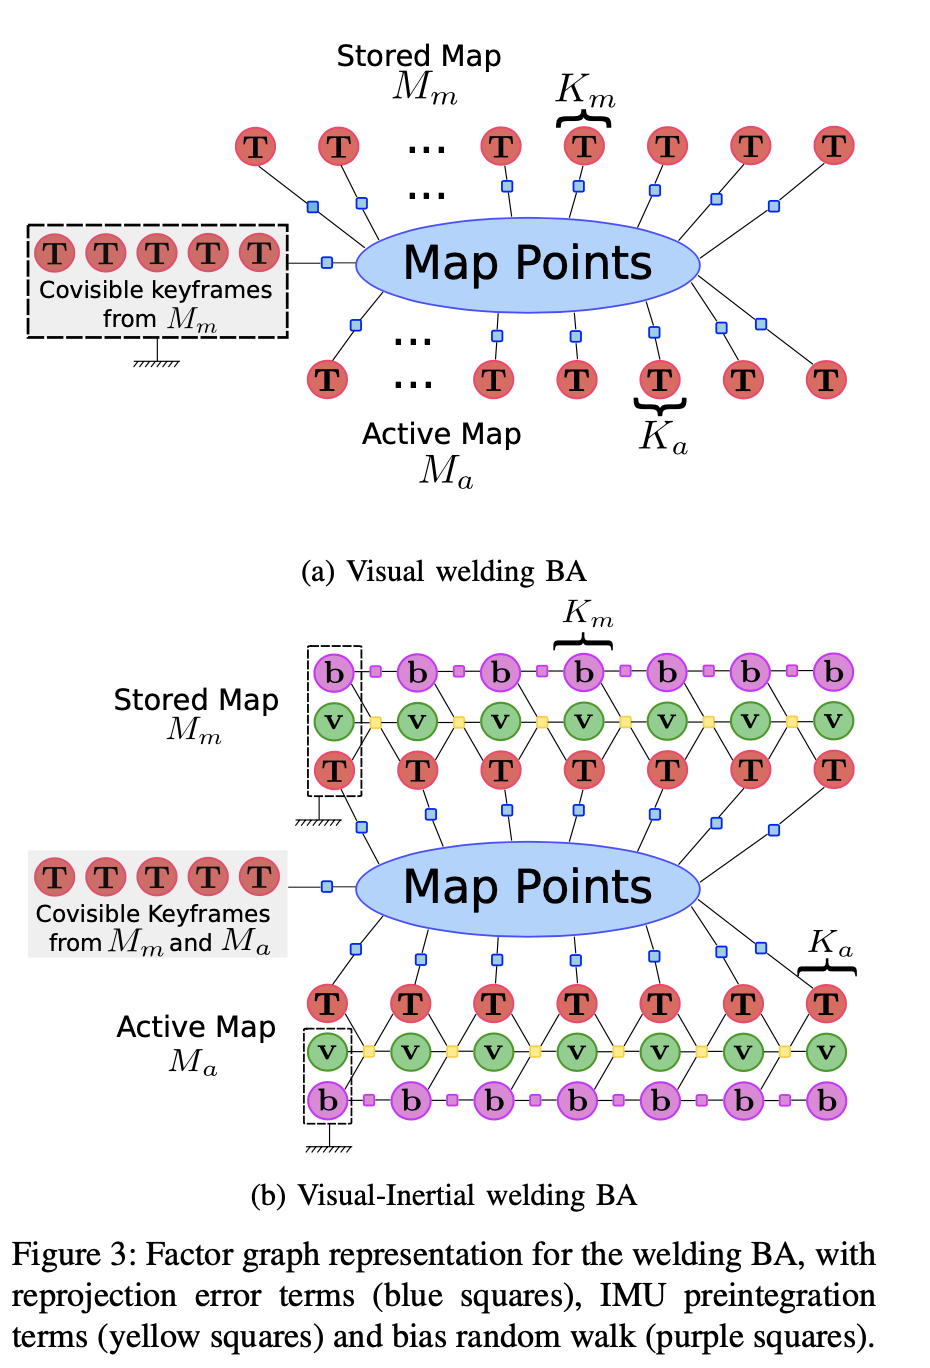 Stored Map
M_m
K_m
T T ... T T T T T
...
T T T T T
Map Points
Covisible keyframes
from M_m
...
T ... T T T T T
Active Map
M_a
K_a
(a) Visual welding BA
K_m
b b b b b b b
Stored Map
M_m
v v v v v v v
T T T T T T T
T T T T T
Map Points
Covisible Keyframes
from M_m and M_a
K_a
T T T T T T T
Active Map
M_a
v v v v v v v
b b b b b b b
(b) Visual-Inertial welding BA
Figure 3: Factor graph representation for the welding BA, with
reprojection error terms (blue squares), IMU preintegration
terms (yellow squares) and bias random walk (purple squares).